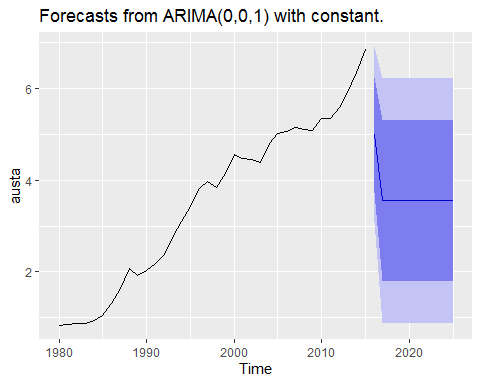 Forecasts from ARIMA(0,0,1) with constant.
6
4
2
austa
1980 1990 2000 2010 2020
Time